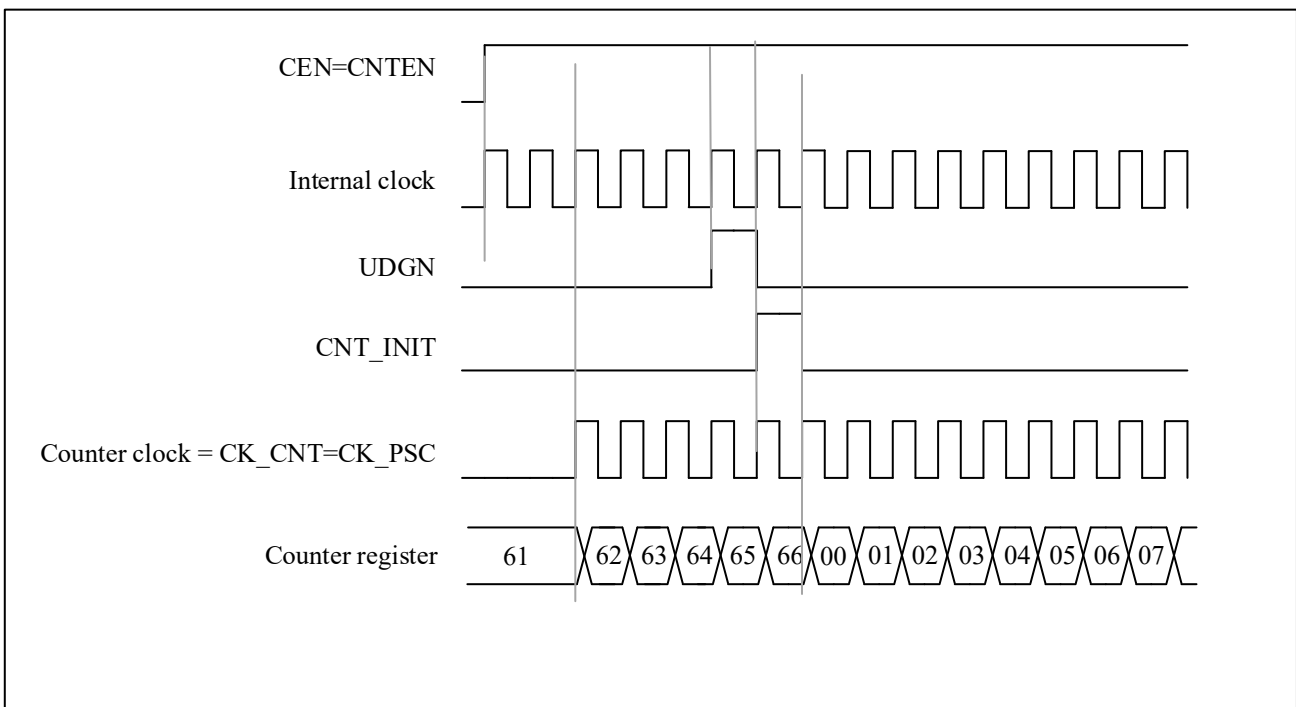 CEN=CNTEN
Internal clock
UDGN
CNT_INIT
Counter clock = CK_CNT=CK_PSC
Counter register 61 62 63 64 65 66 00 01 02 03 04 05 06 07